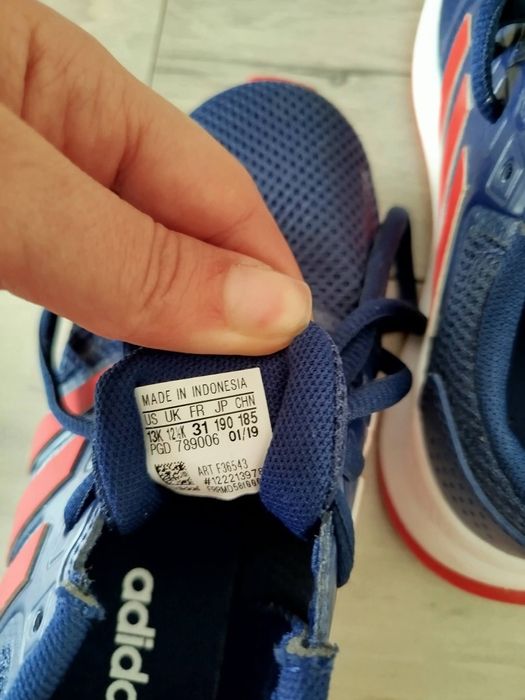 MADE IN INDONESIA
US UK FR JP CHN
13K 12½K 31 190 185
PGD 789006 01/19
ART F36543
#12221397
adidas